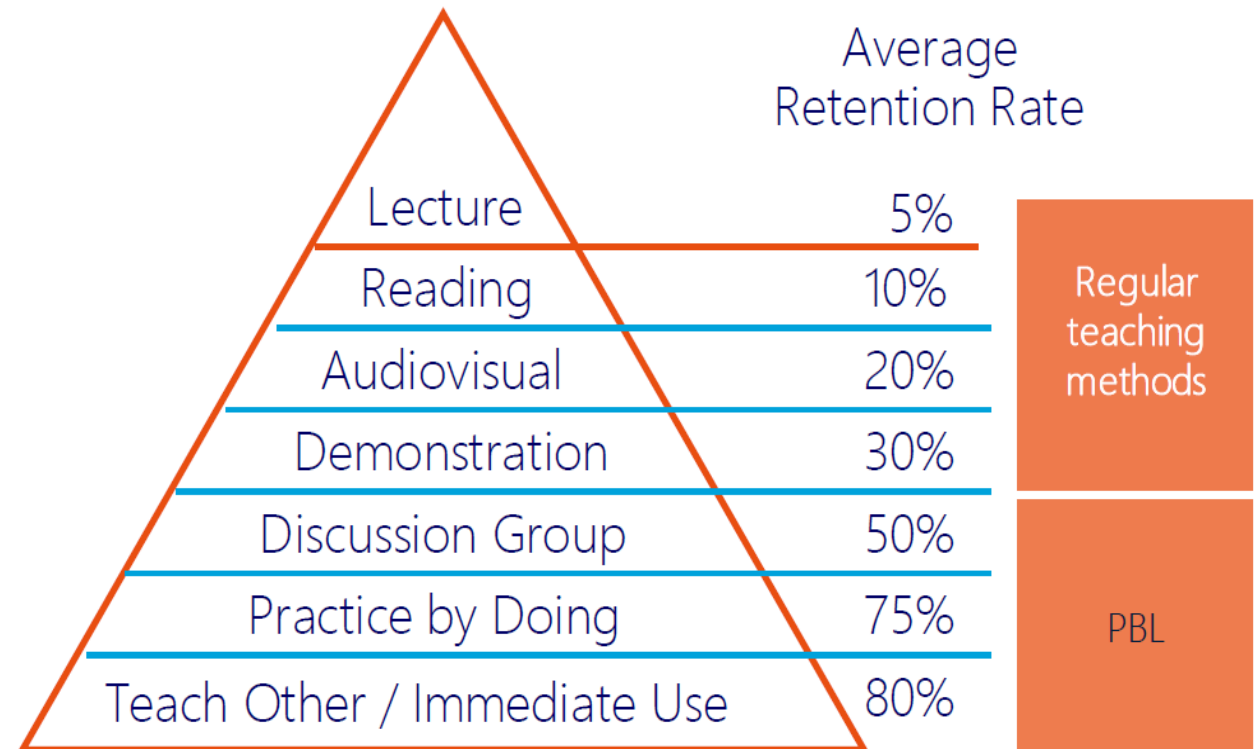 Average
Retention Rate
Lecture 5%
Reading 10%
Audiovisual 20%
Demonstration 30%
Discussion Group 50%
Practice by Doing 75%
Teach Other / Immediate Use 80%
Regular
teaching
methods
PBL